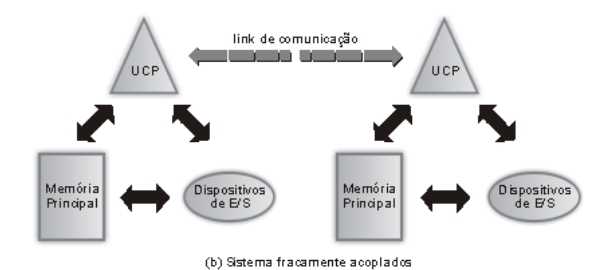 link de comunicação
UCP
UCP
Memória
Principal
Dispositivos
de E/S
Memória
Principal
Dispositivos
de E/S
(b) Sistema fracamente acoplados